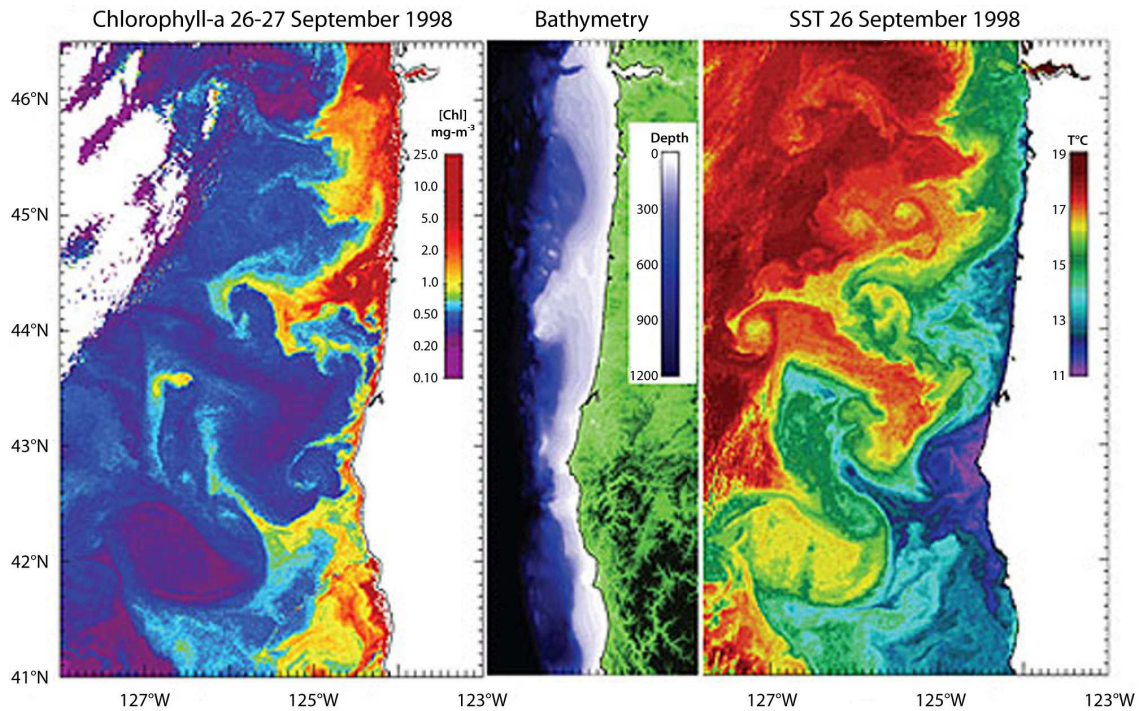 Chlorophyll-a 26-27 September 1998
Bathymetry
SST 26 September 1998
46°N
45°N
44°N
43°N
42°N
41°N
[Chl]
mg-m-3
25.0
10.0
5.0
2.0
1.0
0.50
0.20
0.10
Depth
0
300
600
900
1200
T°C
19
17
15
13
11
127°W
125°W
123°W
127°W
125°W
123°W